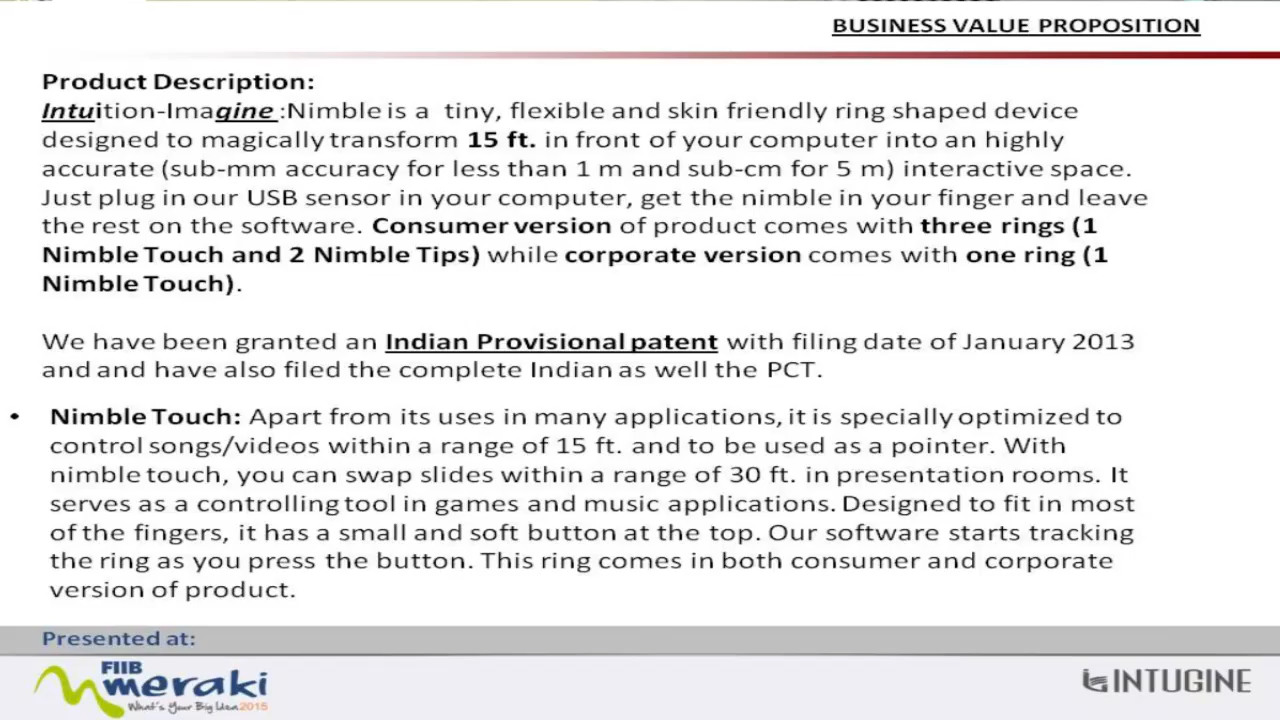 BUSINESS VALUE PROPOSITION
Product Description:
Intuition-Imagine :Nimble is a tiny, flexible and skin friendly ring shaped device
designed to magically transform 15 ft. in front of your computer into an highly
accurate (sub-mm accuracy for less than 1 m and sub-cm for 5 m) interactive space.
Just plug in our USB sensor in your computer, get the nimble in your finger and leave
the rest on the software. Consumer version of product comes with three rings (1
Nimble Touch and 2 Nimble Tips) while corporate version comes with one ring (1
Nimble Touch).
We have been granted an Indian Provisional patent with filing date of January 2013
and and have also filed the complete Indian as well the PCT.
• Nimble Touch: Apart from its uses in many applications, it is specially optimized to
control songs/videos within a range of 15 ft. and to be used as a pointer. With
nimble touch, you can swap slides within a range of 30 ft. in presentation rooms. It
serves as a controlling tool in games and music applications. Designed to fit in most
of the fingers, it has a small and soft button at the top. Our software starts tracking
the ring as you press the button. This ring comes in both consumer and corporate
version of product.
Presented at:
FIIB
meraki
What's Your Big Idea 2015
INTUGINE